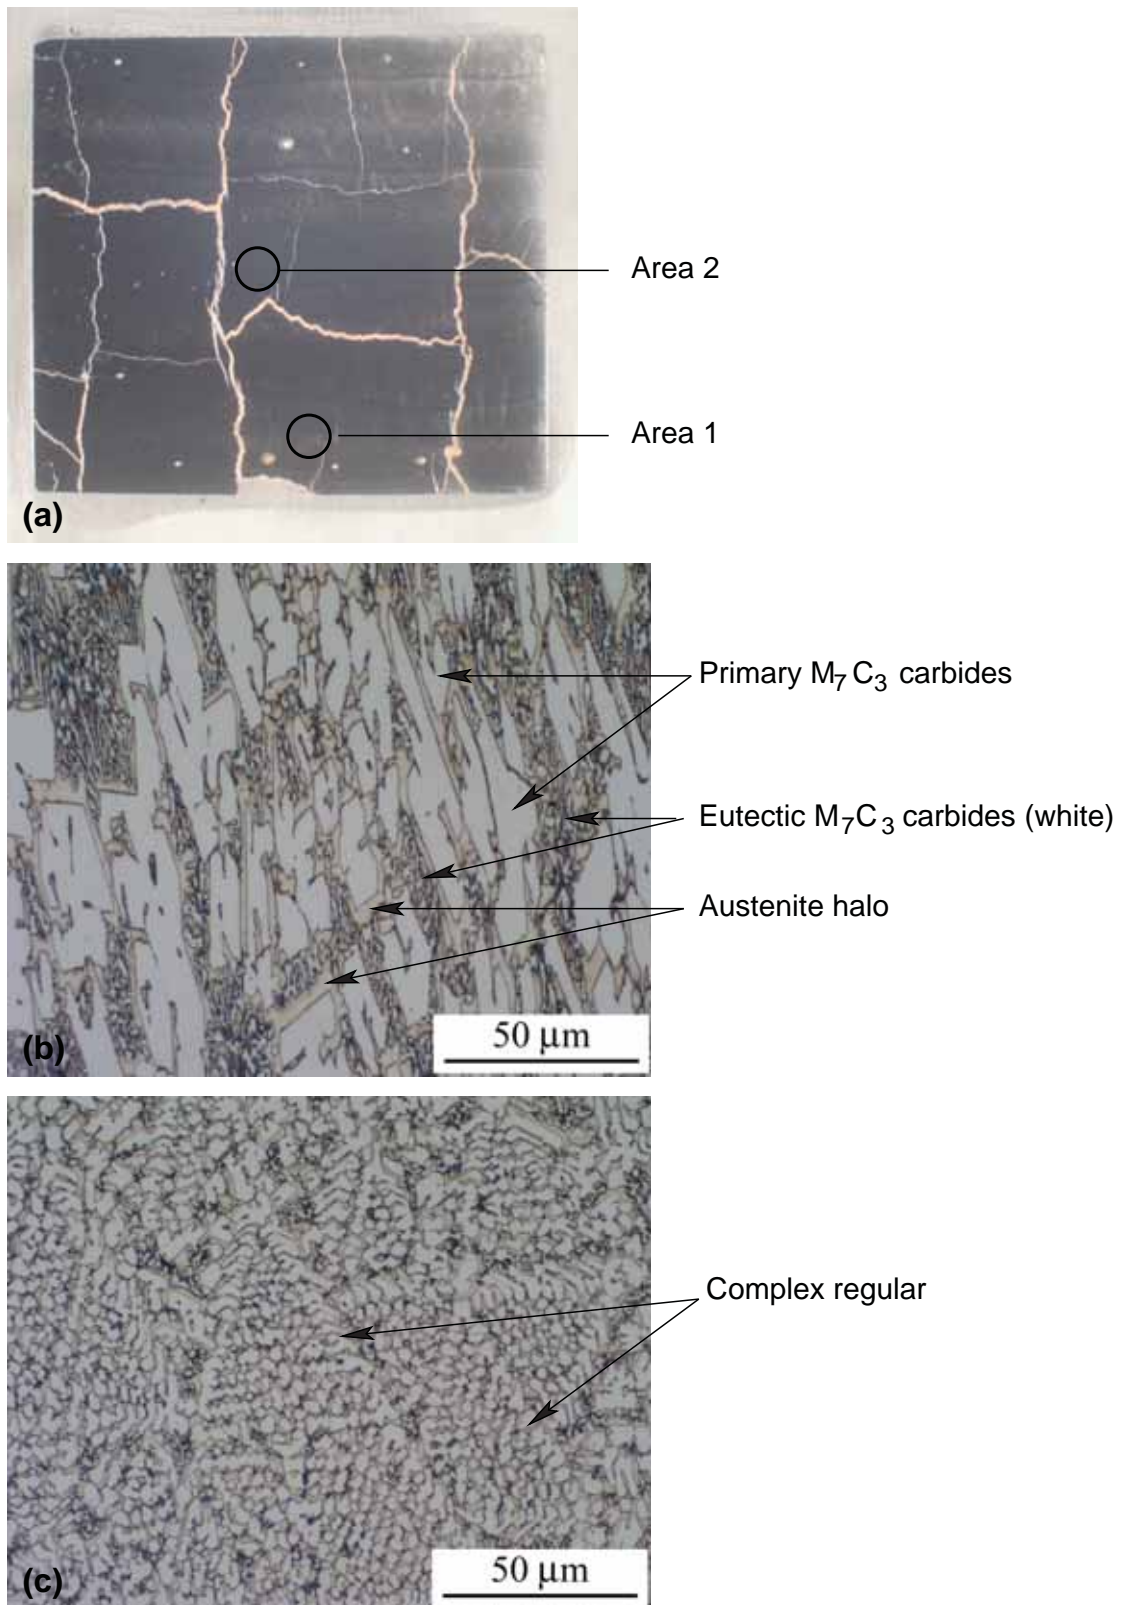 Area 2
Area 1
(a)
Primary M7C3 carbides
Eutectic M7C3 carbides (white)
Austenite halo
50 μm
(b)
Complex regular
50 μm
(c)